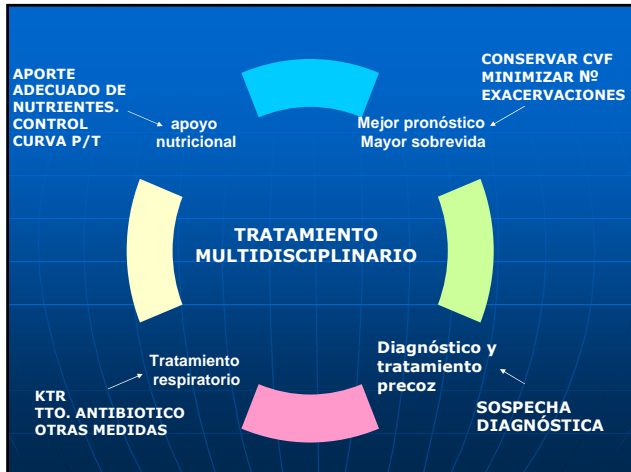 APORTE
ADECUADO DE
NUTRIENTES.
CONTROL
CURVA P/T
apoyo
nutricional
CONSERVAR CVF
MINIMIZAR Nº
EXACERVACIONES
Mejor pronóstico
Mayor sobrevida
TRATAMIENTO
MULTIDISCIPLINARIO
Tratamiento
respiratorio
KTR
TTO. ANTIBIOTICO
OTRAS MEDIDAS
Diagnóstico y
tratamiento
precoz
SOSPECHA
DIAGNÓSTICA